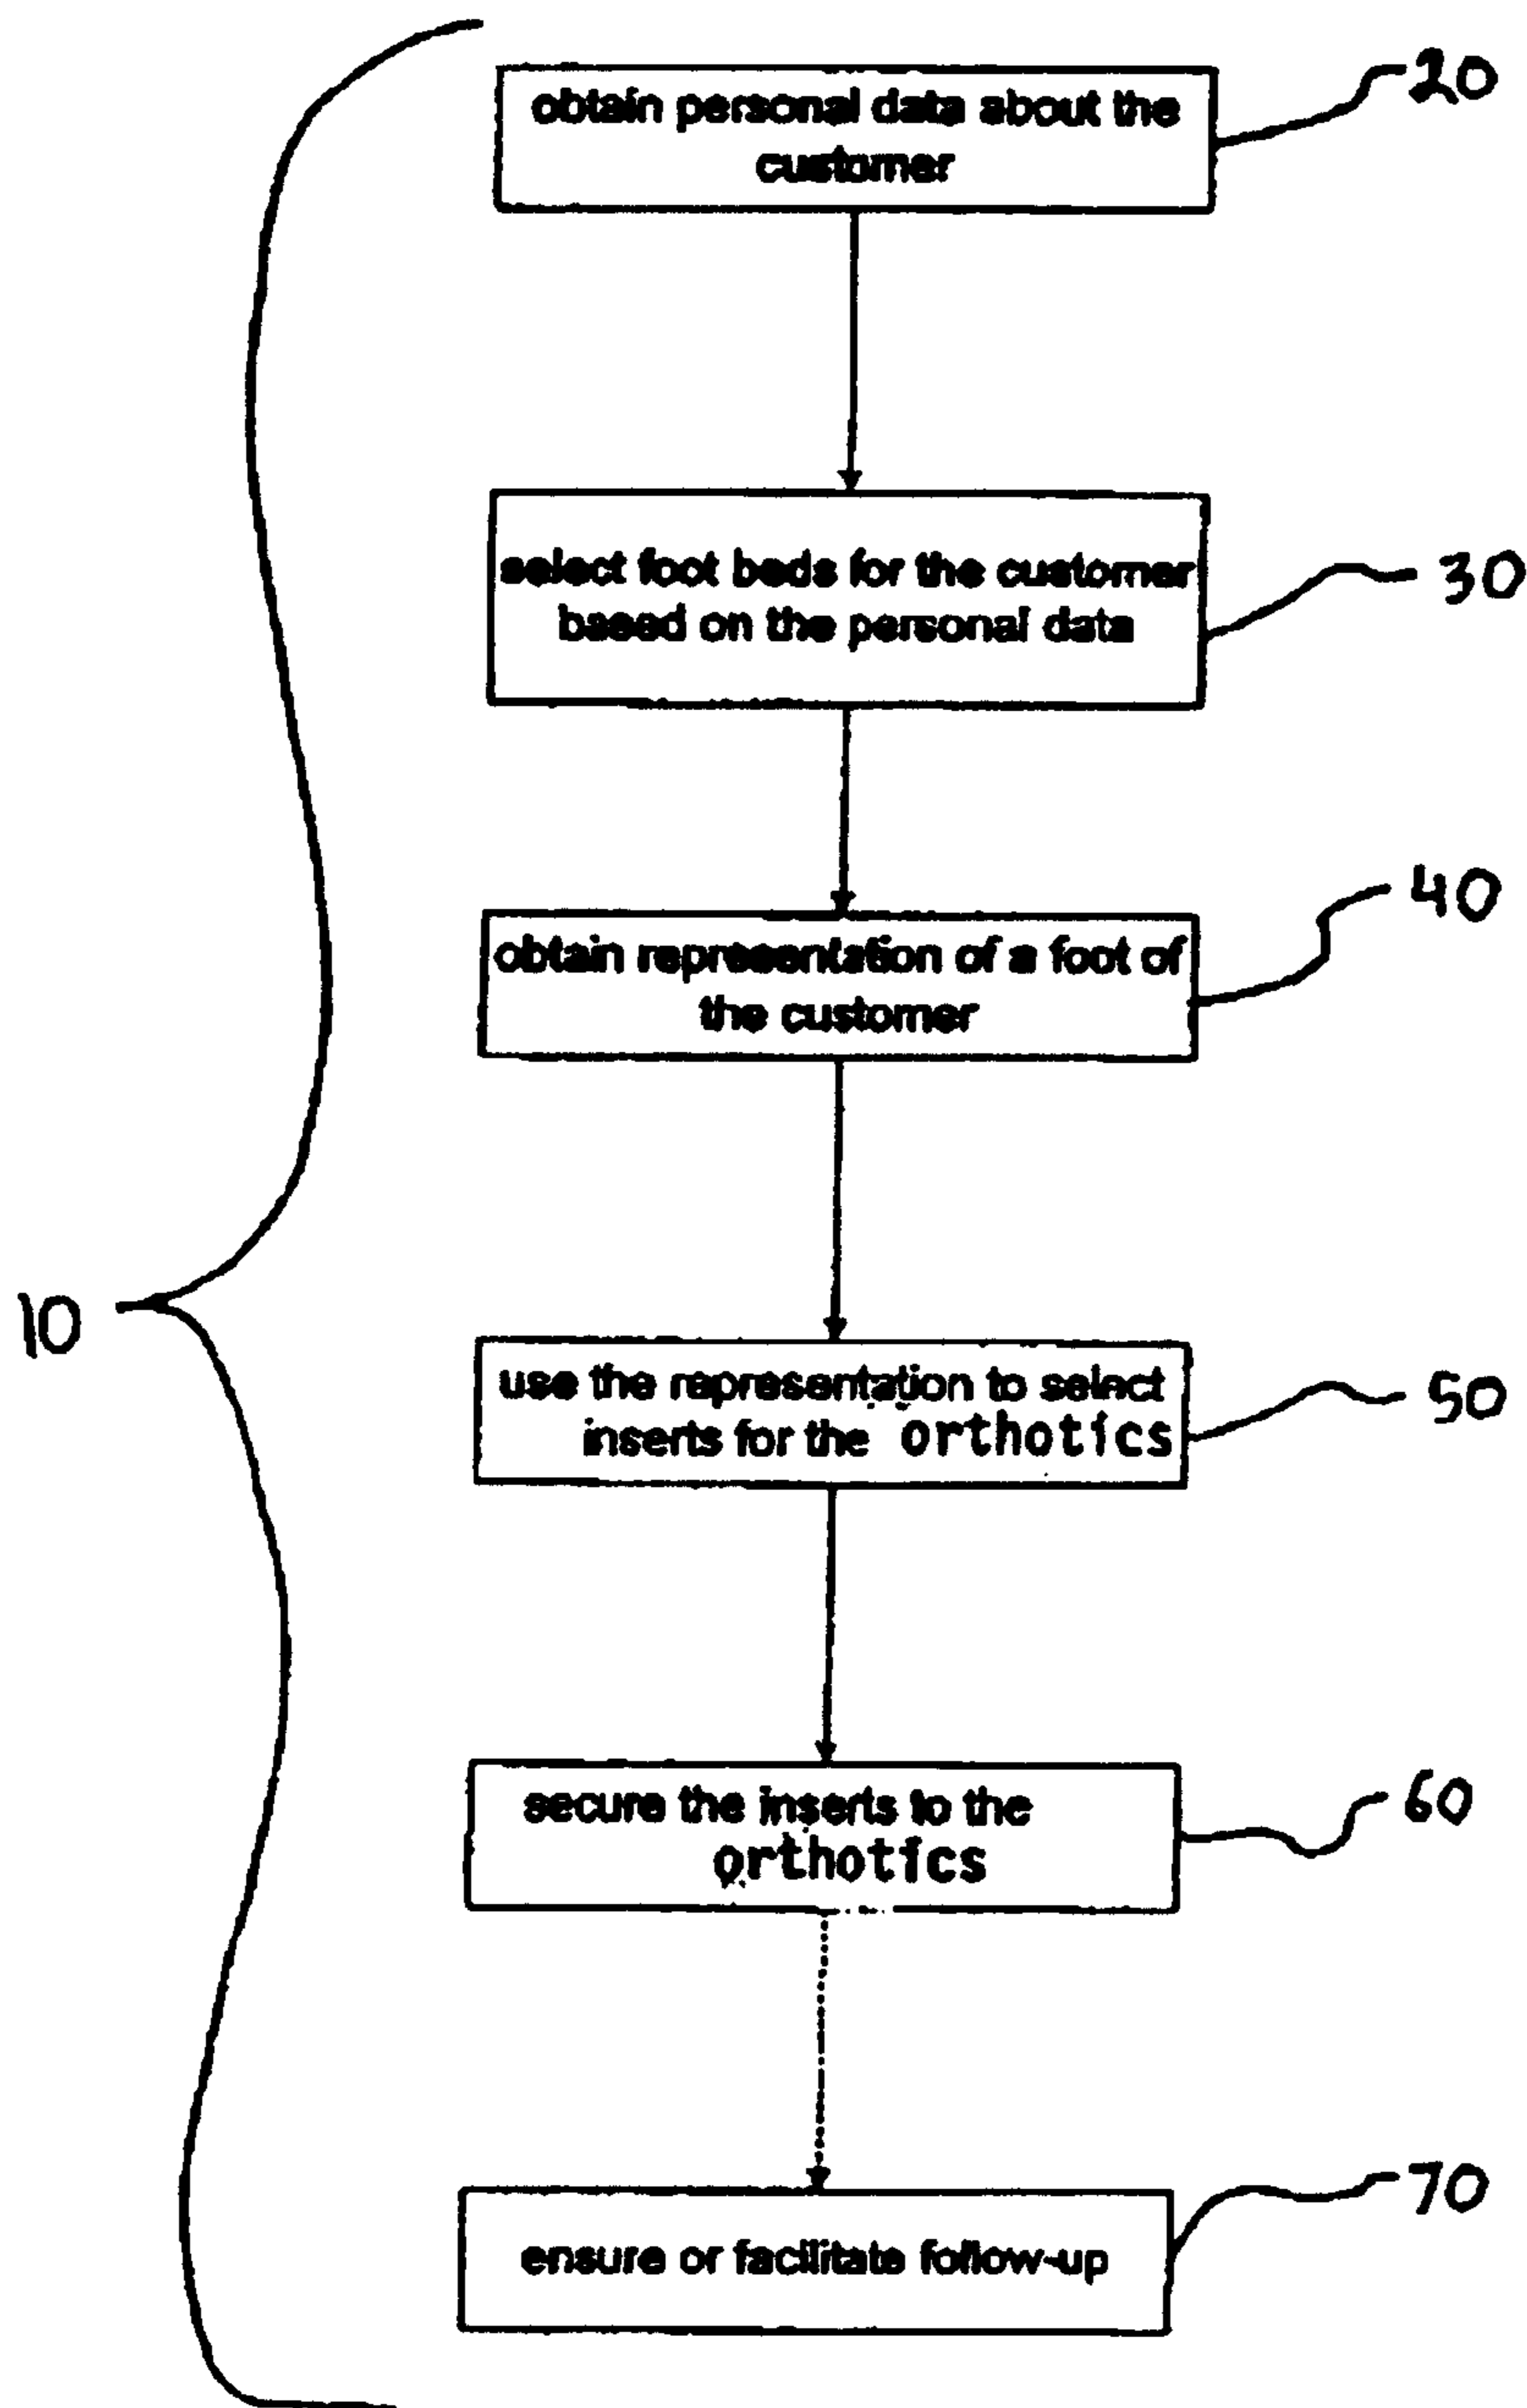 obtain personal data about the
customer
20
select foot beds for the customer
based on the personal data
30
obtain representation of a foot of
the customer
40
10
use the representation to select
inserts for the orthotics
50
secure the inserts to the
orthotics
60
ensure or facilitate follow-up
70